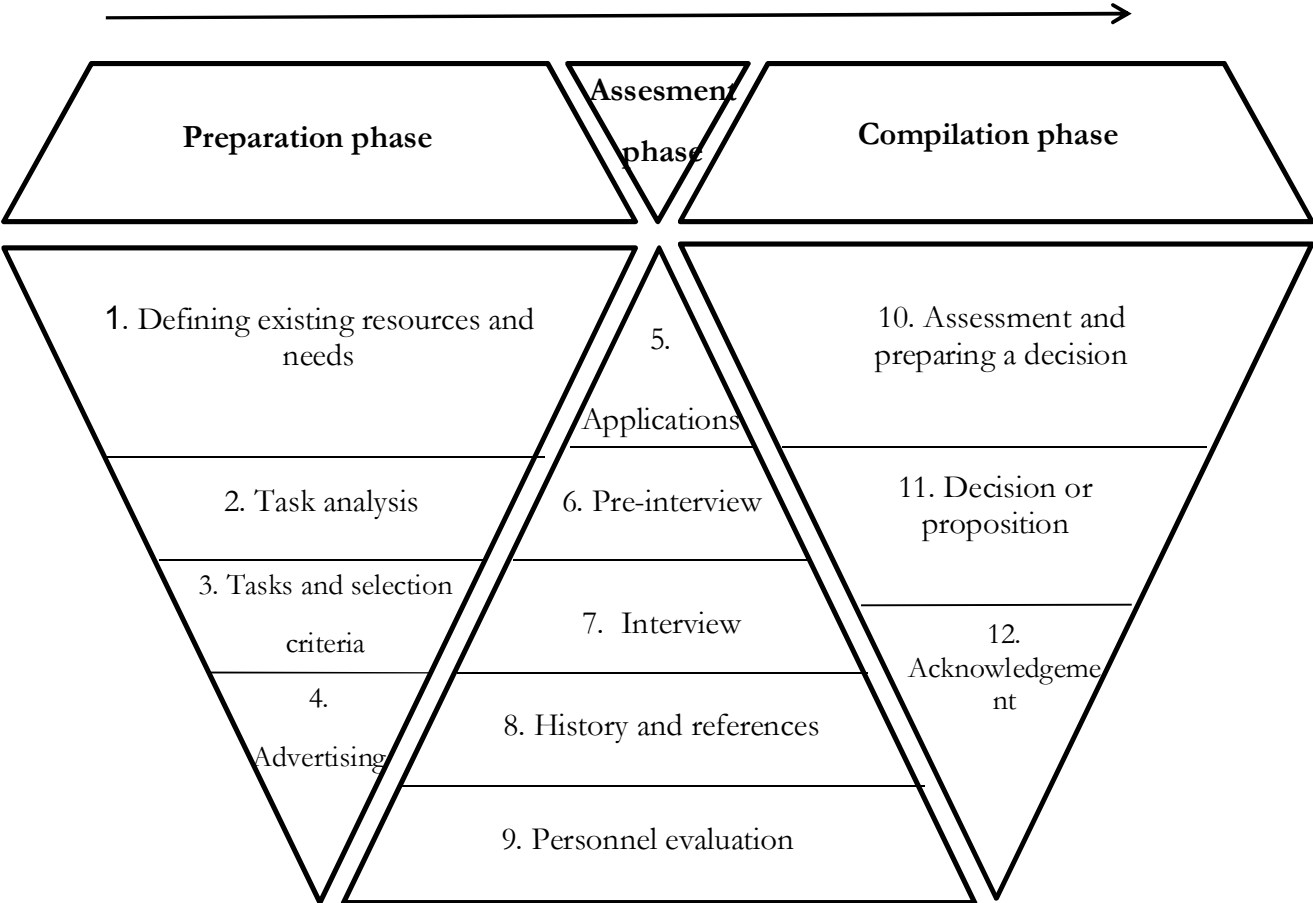 Preparation phase
Assesment
phase
Compilation phase
1. Defining existing resources and
needs
2. Task analysis
3. Tasks and selection
criteria
4.
Advertising
5.
Applications
6. Pre-interview
7. Interview
8. History and references
9. Personnel evaluation
10. Assessment and
preparing a decision
11. Decision or
proposition
12.
Acknowledgeme
nt